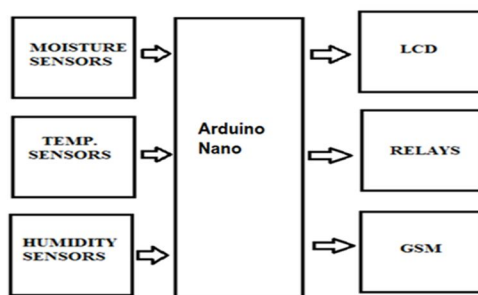 MOISTURE
SENSORS
TEMP.
SENSORS
HUMIDITY
SENSORS
Arduino
Nano
LCD
RELAYS
GSM